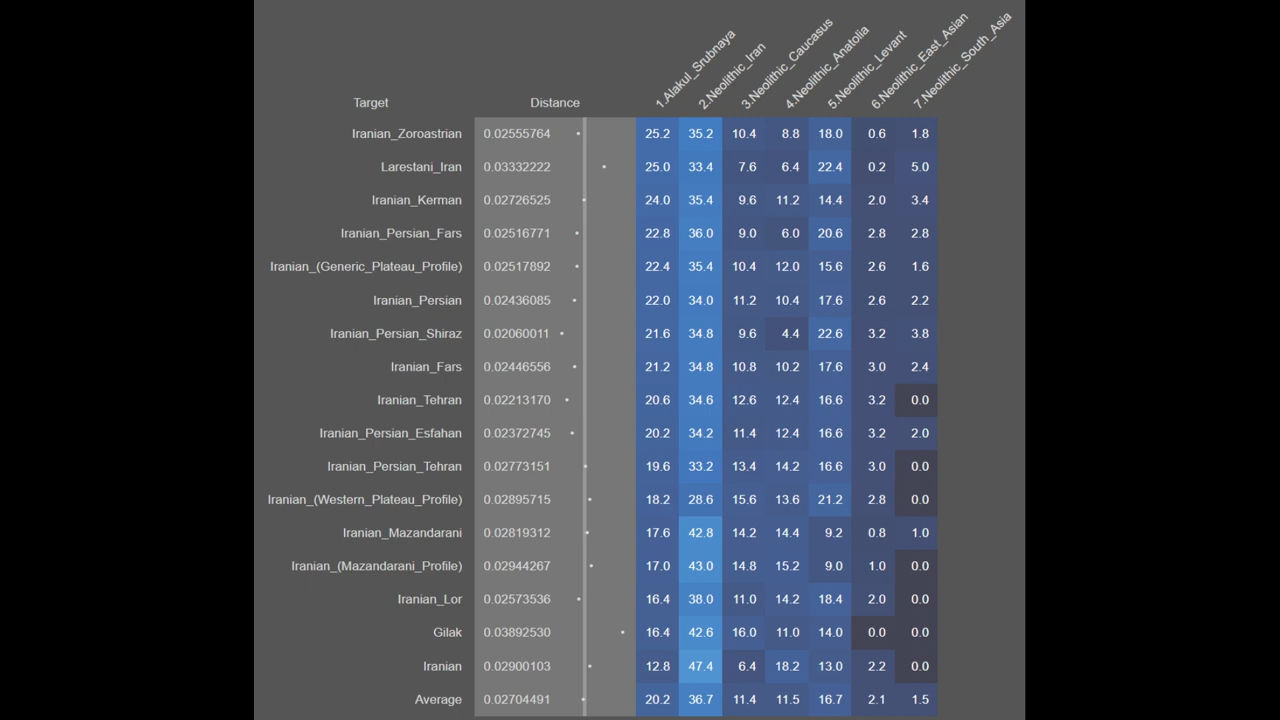 Target Distance 1.Alakul_Srubnaya 2.Neolithic_Iran 3.Neolithic_Caucasus 4.Neolithic_Anatolia 5.Neolithic_Levant 6.Neolithic_East_Asian 7.Neolithic_South_Asia
Iranian_Zoroastrian 0.02555764 25.2 35.2 10.4 8.8 18.0 0.6 1.8
Larestani_Iran 0.03332222 25.0 33.4 7.6 6.4 22.4 0.2 5.0
Iranian_Kerman 0.02726525 24.0 35.4 9.6 11.2 14.4 2.0 3.4
Iranian_Persian_Fars 0.02516771 22.8 36.0 9.0 6.0 20.6 2.8 2.8
Iranian_(Generic_Plateau_Profile) 0.02517892 22.4 35.4 10.4 12.0 15.6 2.6 1.6
Iranian_Persian 0.02436085 22.0 34.0 11.2 10.4 17.6 2.6 2.2
Iranian_Persian_Shiraz 0.02060011 21.6 34.8 9.6 4.4 22.6 3.2 3.8
Iranian_Fars 0.02446556 21.2 34.8 10.8 10.2 17.6 3.0 2.4
Iranian_Tehran 0.02213170 20.6 34.6 12.6 12.4 16.6 3.2 0.0
Iranian_Persian_Esfahan 0.02372745 20.2 34.2 11.4 12.4 16.6 3.2 2.0
Iranian_Persian_Tehran 0.02773151 19.6 33.2 13.4 14.2 16.6 3.0 0.0
Iranian_(Western_Plateau_Profile) 0.02895715 18.2 28.6 15.6 13.6 21.2 2.8 0.0
Iranian_Mazandarani 0.02819312 17.6 42.8 14.2 14.4 9.2 0.8 1.0
Iranian_(Mazandarani_Profile) 0.02944267 17.0 43.0 14.8 15.2 9.0 1.0 0.0
Iranian_Lor 0.02573536 16.4 38.0 11.0 14.2 18.4 2.0 0.0
Gilak 0.03892530 16.4 42.6 16.0 11.0 14.0 0.0 0.0
Iranian 0.02900103 12.8 47.4 6.4 18.2 13.0 2.2 0.0
Average 0.02704491 20.2 36.7 11.4 11.5 16.7 2.1 1.5